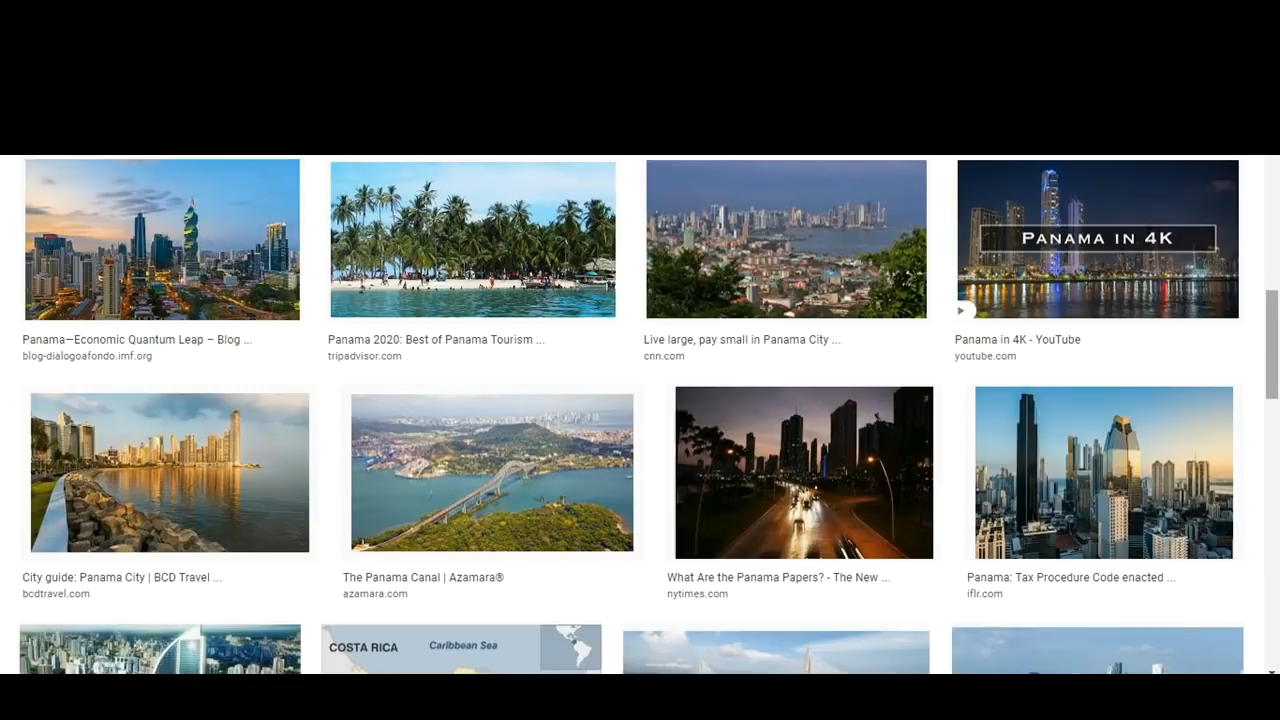 PANAMA IN 4K
Panama—Economic Quantum Leap – Blog ...
blog-dialogoafondo.imf.org
Panama 2020: Best of Panama Tourism ...
tripadvisor.com
Live large, pay small in Panama City ...
cnn.com
Panama in 4K - YouTube
youtube.com
City guide: Panama City | BCD Travel ...
bcdtravel.com
The Panama Canal | Azamara®
azamara.com
What Are the Panama Papers? - The New ...
nytimes.com
Panama: Tax Procedure Code enacted ...
iflr.com
COSTA RICA
Caribbean Sea